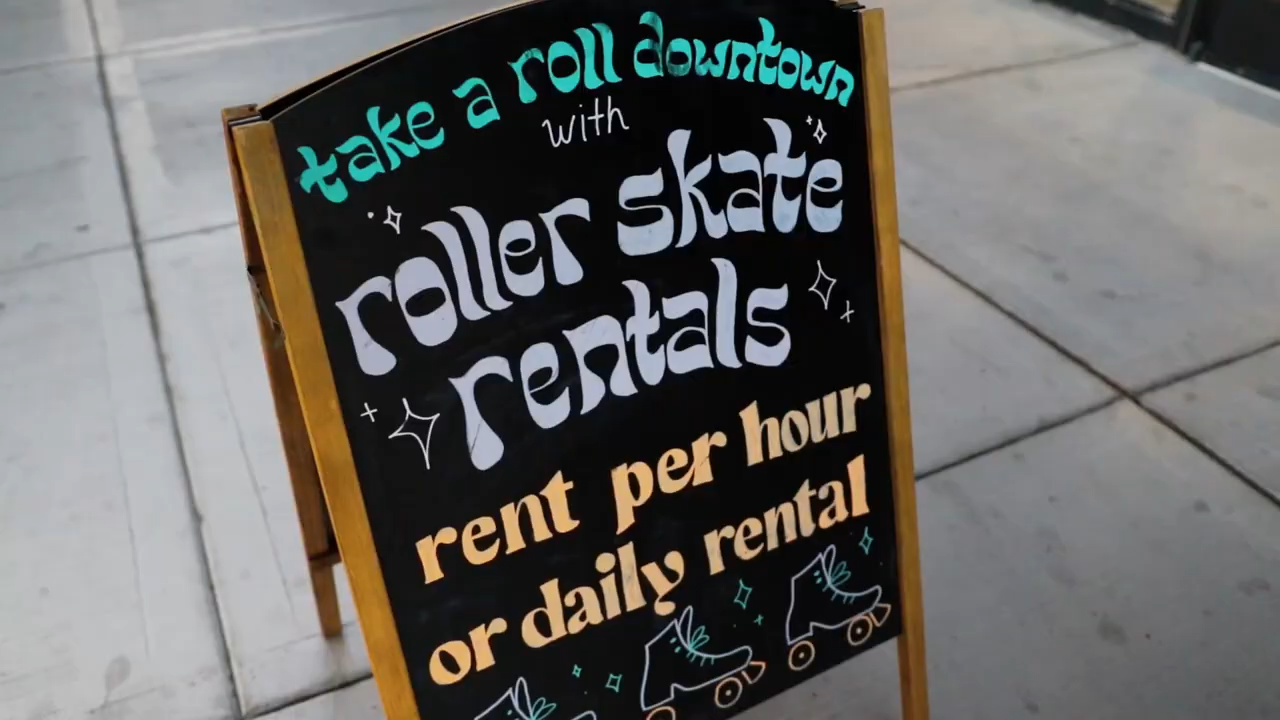 take a roll downtown
with
roller skate
rentals
rent per hour
or daily rental